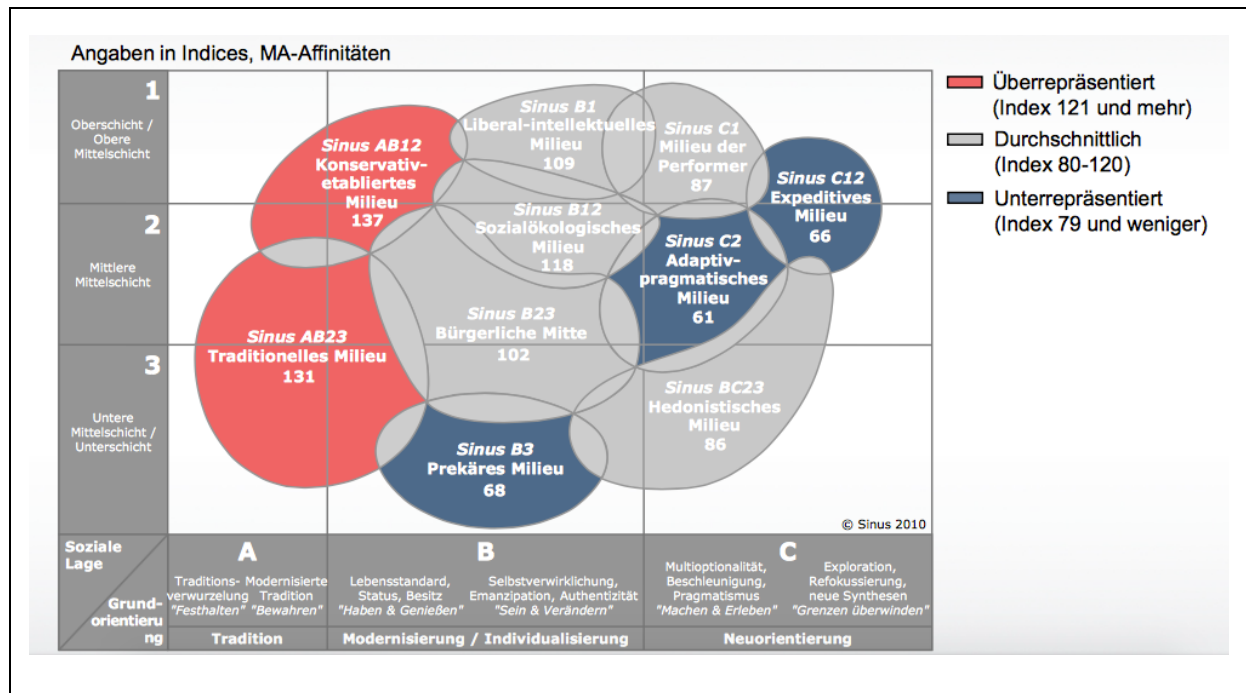 Angaben in Indices, MA-Affinitäten
Überrepräsentiert
(Index 121 und mehr)
Durchschnittlich
(Index 80-120)
Unterrepräsentiert
(Index 79 und weniger)
1
Oberschicht /
Obere
Mittelschicht
2
Mittlere
Mittelschicht
3
Untere
Mittelschicht /
Unterschicht
Sinus AB12
Konservativ-
etabliertes
Milieu
137
Sinus B1
Liberal-intellektuelles
Milieu
109
Sinus C1
Milieu der
Performer
87
Sinus C12
Expeditives
Milieu
66
Sinus B12
Sozialökologisches
Milieu
118
Sinus C2
Adaptiv-
pragmatisches
Milieu
61
Sinus AB23
Traditionelles Milieu
131
Sinus B23
Bürgerliche Mitte
102
Sinus BC23
Hedonistisches
Milieu
86
Sinus B3
Prekäres Milieu
68
© Sinus 2010
Soziale
Lage
Grund-
orientieru
ng
A
Traditions-
verwurzelung
"Festhalten"
Modernisierte
Tradition
"Bewahren"
Tradition
B
Lebensstandard,
Status, Besitz
"Haben & Genießen"
Selbstverwirklichung,
Emanzipation, Authentizität
"Sein & Verändern"
Modernisierung / Individualisierung
C
Multioptionalität,
Beschleunigung,
Pragmatismus
"Machen & Erleben"
Exploration,
Refokussierung,
neue Synthesen
"Grenzen überwinden"
Neuorientierung